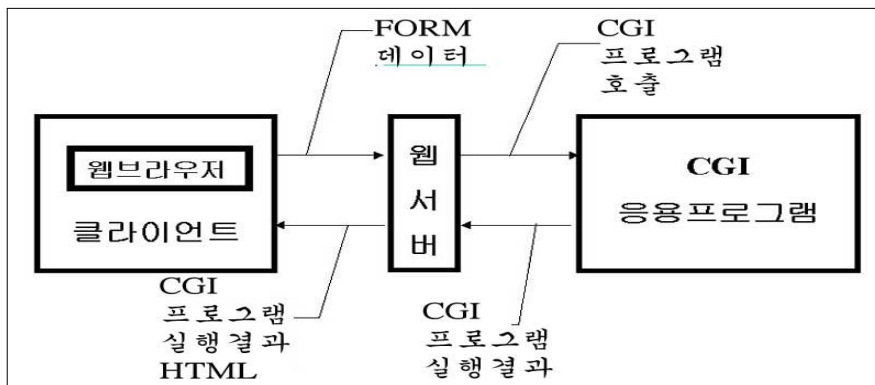 FORM
데이터
CGI
프로그램
호출
웹브라우저
클라이언트
웹
서
버
CGI
응용프로그램
CGI
프로그램
실행결과
HTML
CGI
프로그램
실행결과